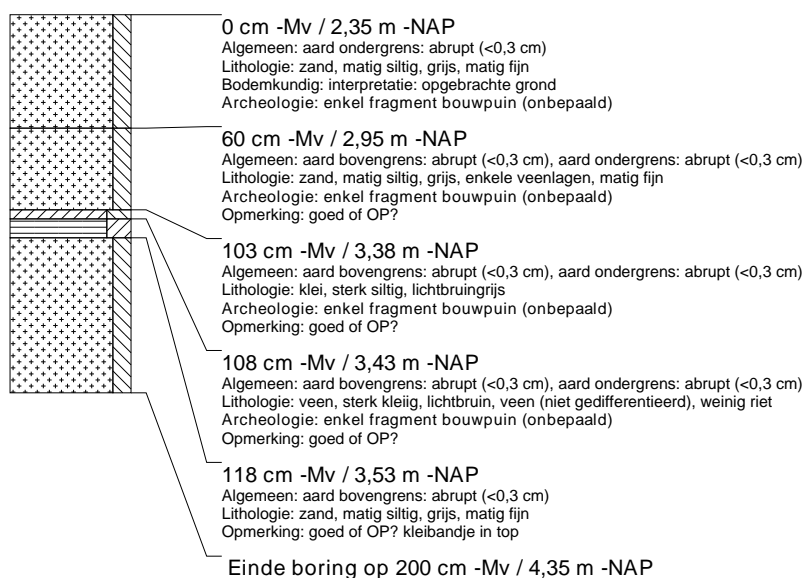 0 cm -Mv / 2,35 m -NAP
Algemeen: aard ondergrens: abrupt (<0,3 cm)
Lithologie: zand, matig siltig, grijs, matig fijn
Bodemkundig: interpretatie: opgebrachte grond
Archeologie: enkel fragment bouwpuin (onbepaald)
60 cm -Mv / 2,95 m -NAP
Algemeen: aard bovengrens: abrupt (<0,3 cm), aard ondergrens: abrupt (<0,3 cm)
Lithologie: zand, matig siltig, grijs, enkele veenlagen, matig fijn
Archeologie: enkel fragment bouwpuin (onbepaald)
Opmerking: goed of OP?
103 cm -Mv / 3,38 m -NAP
Algemeen: aard bovengrens: abrupt (<0,3 cm), aard ondergrens: abrupt (<0,3 cm)
Lithologie: klei, sterk siltig, lichtbruingrijs
Archeologie: enkel fragment bouwpuin (onbepaald)
Opmerking: goed of OP?
108 cm -Mv / 3,43 m -NAP
Algemeen: aard bovengrens: abrupt (<0,3 cm), aard ondergrens: abrupt (<0,3 cm)
Lithologie: veen, sterk kleiig, lichtbruin, veen (niet gedifferentieerd), weinig riet
Archeologie: enkel fragment bouwpuin (onbepaald)
Opmerking: goed of OP?
118 cm -Mv / 3,53 m -NAP
Algemeen: aard bovengrens: abrupt (<0,3 cm)
Lithologie: zand, matig siltig, grijs, matig fijn
Opmerking: goed of OP? kleibandje in top
Einde boring op 200 cm -Mv / 4,35 m -NAP